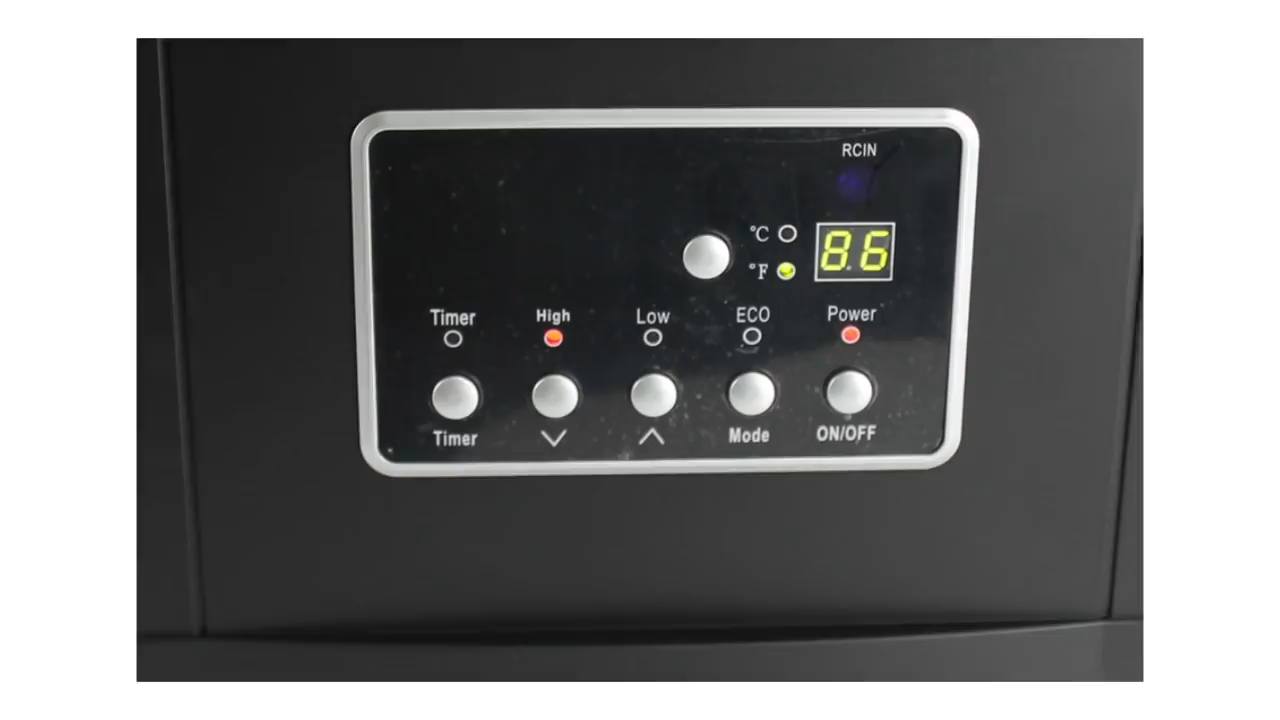 RCIN
°C
°F
86
Timer High Low ECO Power
Timer Mode ON/OFF